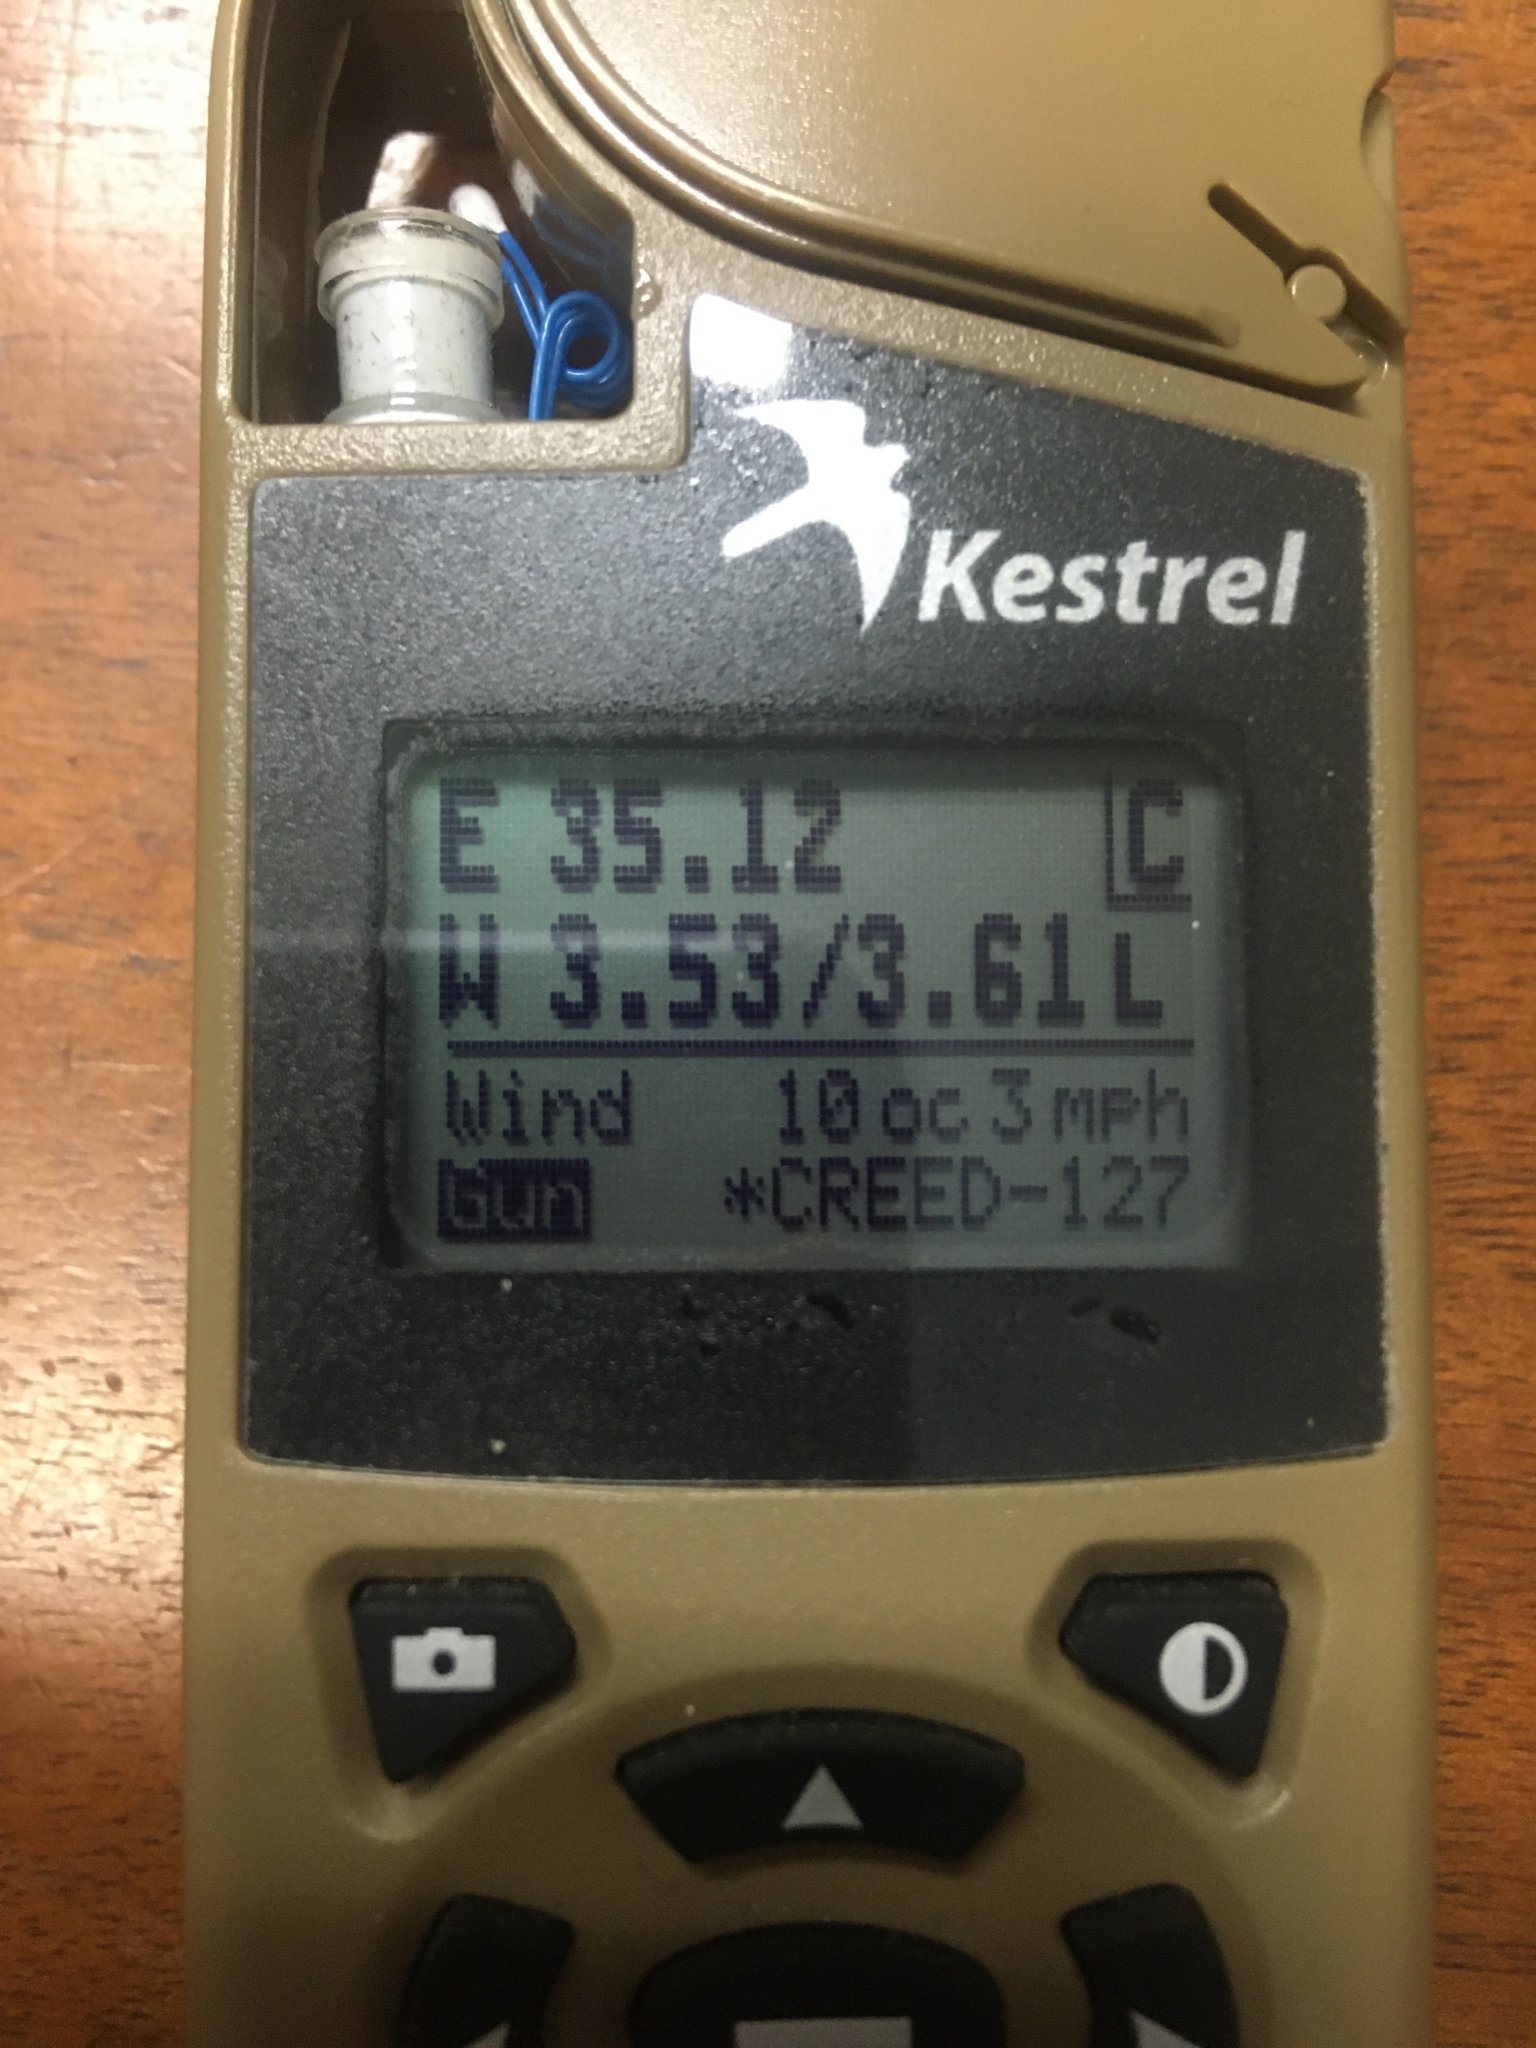 Kestrel
E 35.12 C
W 3.53/3.61 L
Wind 10 oc 3 mph
Gun *CREED-127